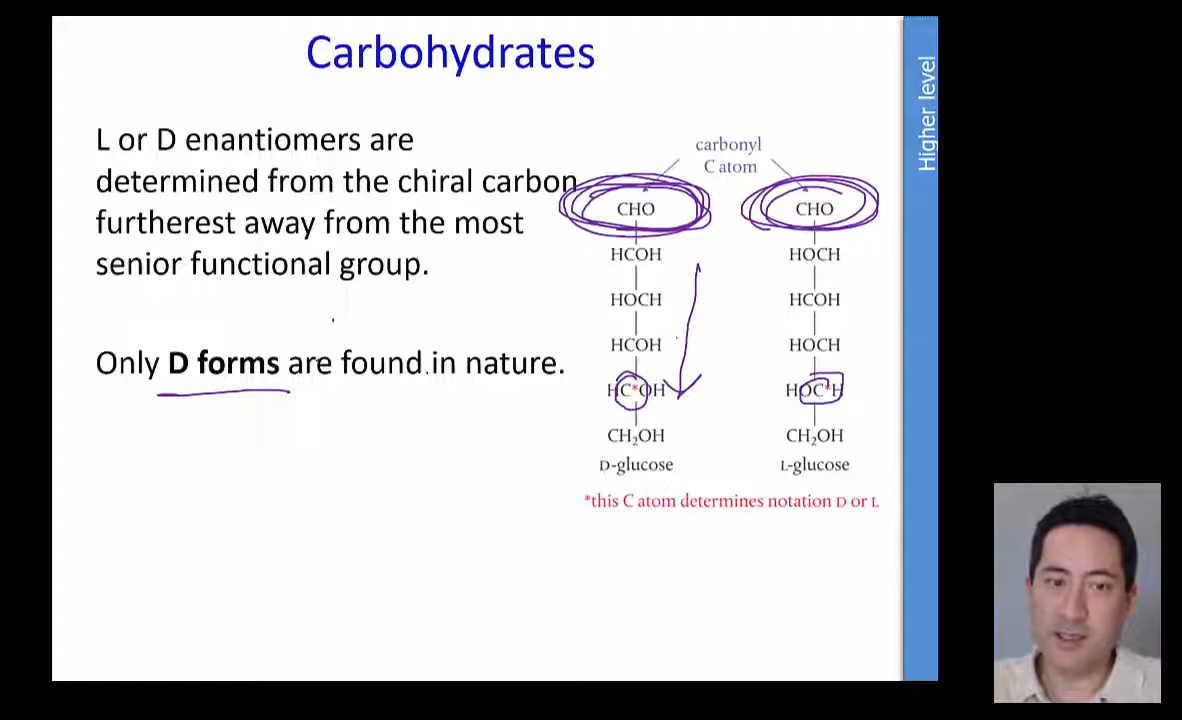 Carbohydrates
Higher level
L or D enantiomers are
determined from the chiral carbon
furtherest away from the most
senior functional group.
Only D forms are found in nature.
carbonyl
C atom
CHO
HCOH
HOCH
HCOH
HC*OH
CH₂OH
D-glucose
CHO
HOCH
HCOH
HOCH
HOC*H
CH₂OH
L-glucose
*this C atom determines notation D or L